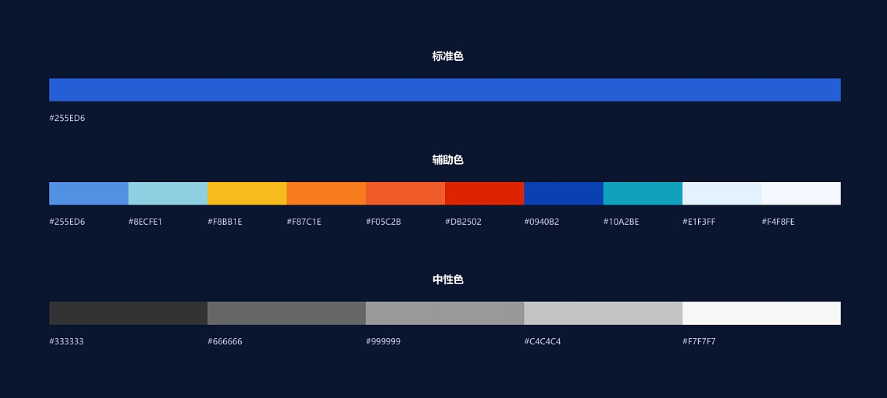 标准色
#255ED6
辅助色
#255ED6 #8ECFE1 #F8BB1E #F87C1E #F05C2B #DB2502 #0940B2 #10A2BE #E1F3FF #F4F8FE
中性色
#333333 #666666 #999999 #C4C4C4 #F7F7F7